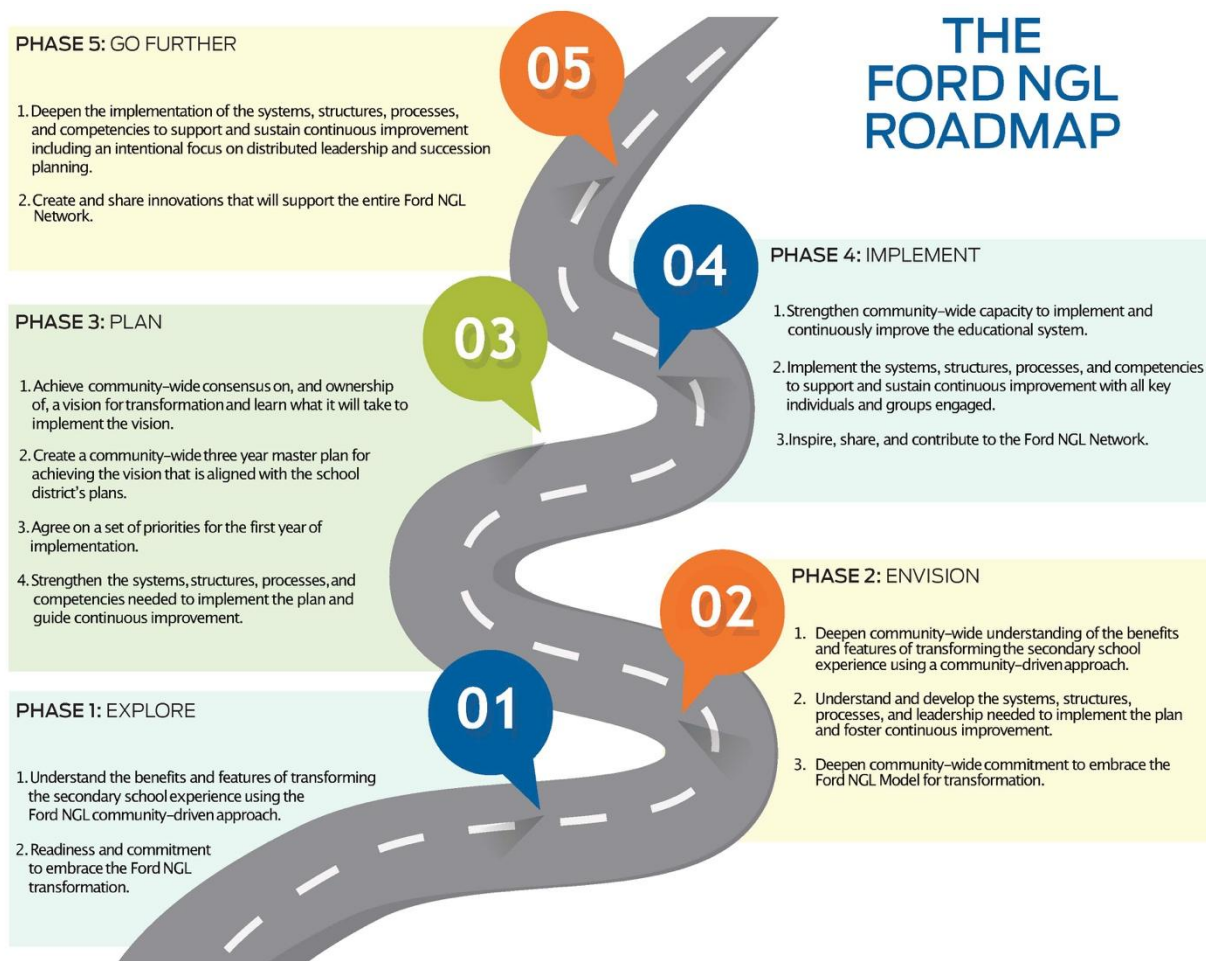 THE
FORD NGL
ROADMAP
PHASE 5: GO FURTHER
1. Deepen the implementation of the systems, structures, processes,
and competencies to support and sustain continuous improvement
including an intentional focus on distributed leadership and succession
planning.
2. Create and share innovations that will support the entire Ford NGL
Network.
05
04
PHASE 4: IMPLEMENT
1. Strengthen community-wide capacity to implement and
continuously improve the educational system.
2. Implement the systems, structures, processes, and competencies
to support and sustain continuous improvement with all key
individuals and groups engaged.
3. Inspire, share, and contribute to the Ford NGL Network.
PHASE 3: PLAN
1. Achieve community-wide consensus on, and ownership
of, a vision for transformation and learn what it will take to
implement the vision.
2. Create a community-wide three year master plan for
achieving the vision that is aligned with the school
district's plans.
3. Agree on a set of priorities for the first year of
implementation.
4. Strengthen the systems, structures, processes, and
competencies needed to implement the plan and
guide continuous improvement.
03
02
PHASE 2: ENVISION
1. Deepen community-wide understanding of the benefits
and features of transforming the secondary school
experience using a community-driven approach.
2. Understand and develop the systems, structures,
processes, and leadership needed to implement the plan
and foster continuous improvement.
3. Deepen community-wide commitment to embrace the
Ford NGL Model for transformation.
PHASE 1: EXPLORE
1. Understand the benefits and features of transforming
the secondary school experience using the
Ford NGL community-driven approach.
2. Readiness and commitment
to embrace the Ford NGL
transformation.
01